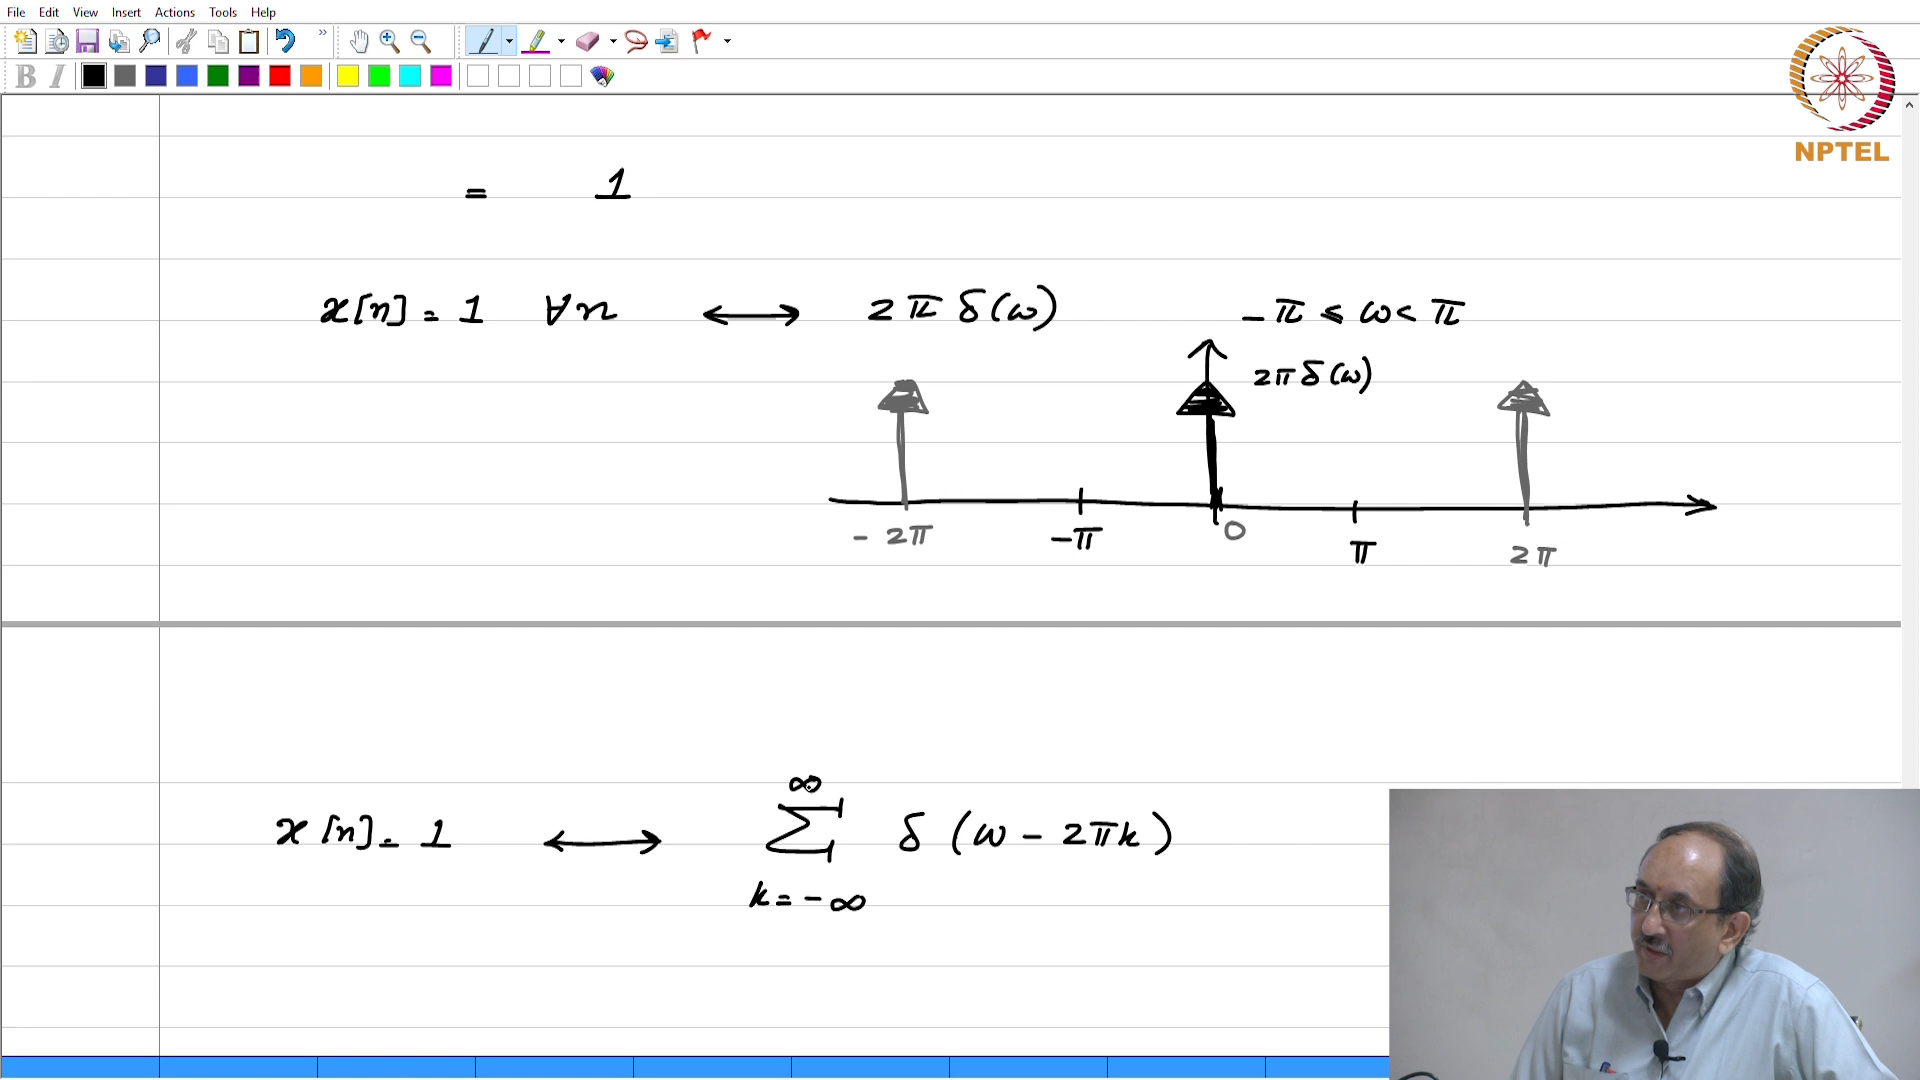 File Edit View Insert Actions Tools Help
B I
NPTEL
= 1
x[n] = 1 ∀n ↔ 2π δ(ω) -π ≤ ω < π
2π δ(ω)
-2π -π 0 π 2π
x[n] = 1 ↔ ∞ Σ k = -∞ δ(ω - 2πk)